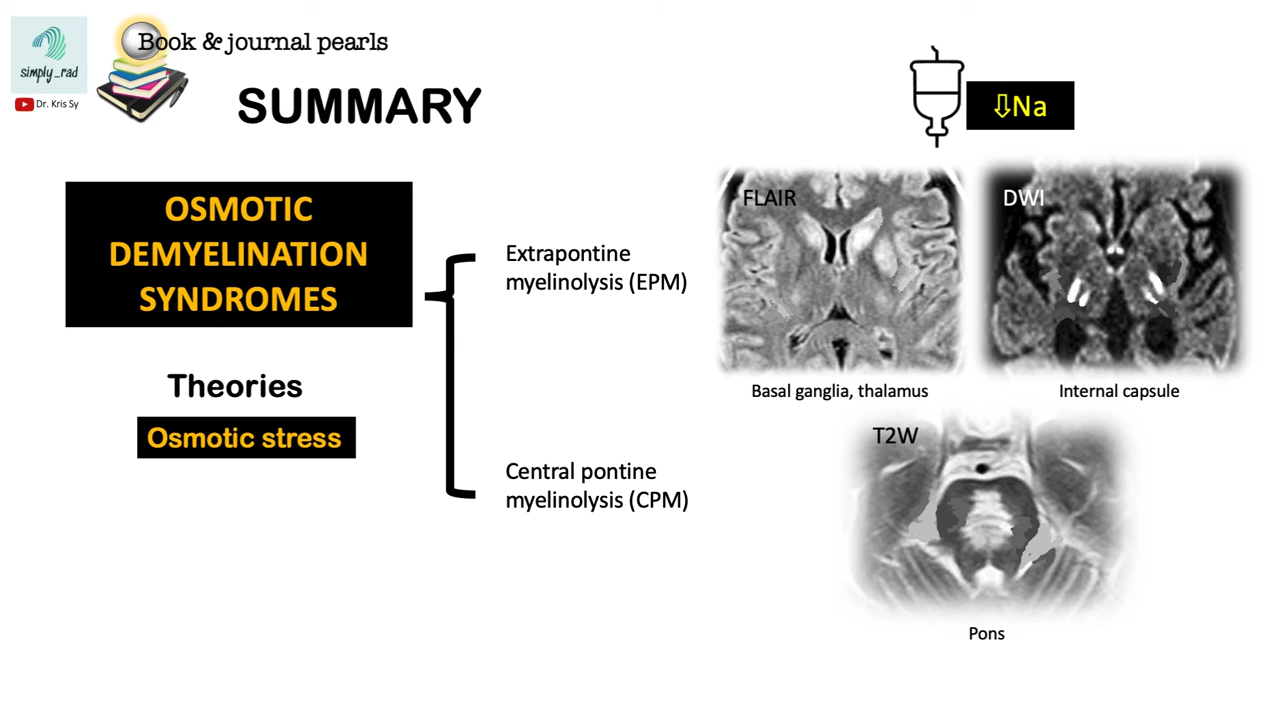 simply_rad
Dr. Kris Sy
Book & journal pearls
SUMMARY
OSMOTIC
DEMYELINATION
SYNDROMES
Theories
Osmotic stress
Extrapontine
myelinolysis (EPM)
Central pontine
myelinolysis (CPM)
⇩Na
FLAIR
DWI
Basal ganglia, thalamus
Internal capsule
T2W
Pons